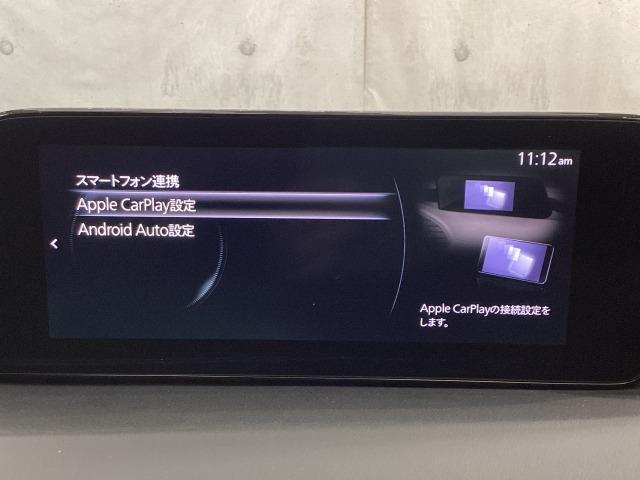 11:12am
スマートフォン連携
Apple CarPlay設定
Android Auto設定
Apple CarPlayの接続設定を
します。